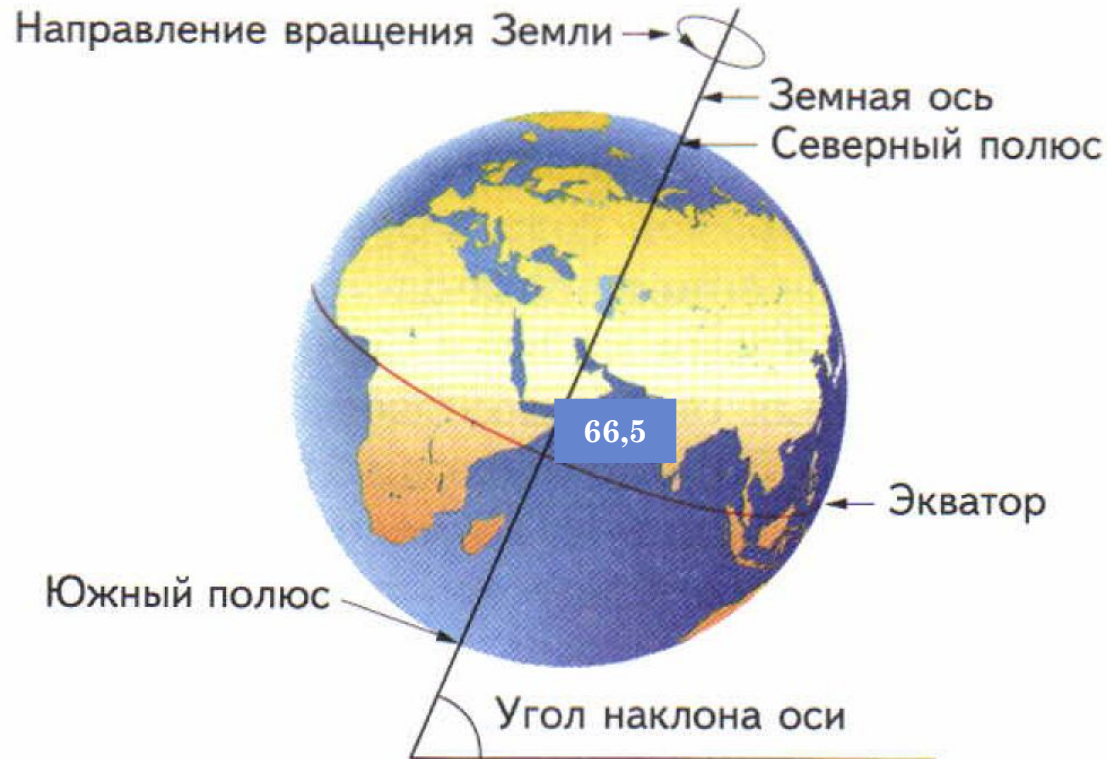 Направление вращения Земли
Земная ось
Северный полюс
66,5
Экватор
Южный полюс
Угол наклона оси